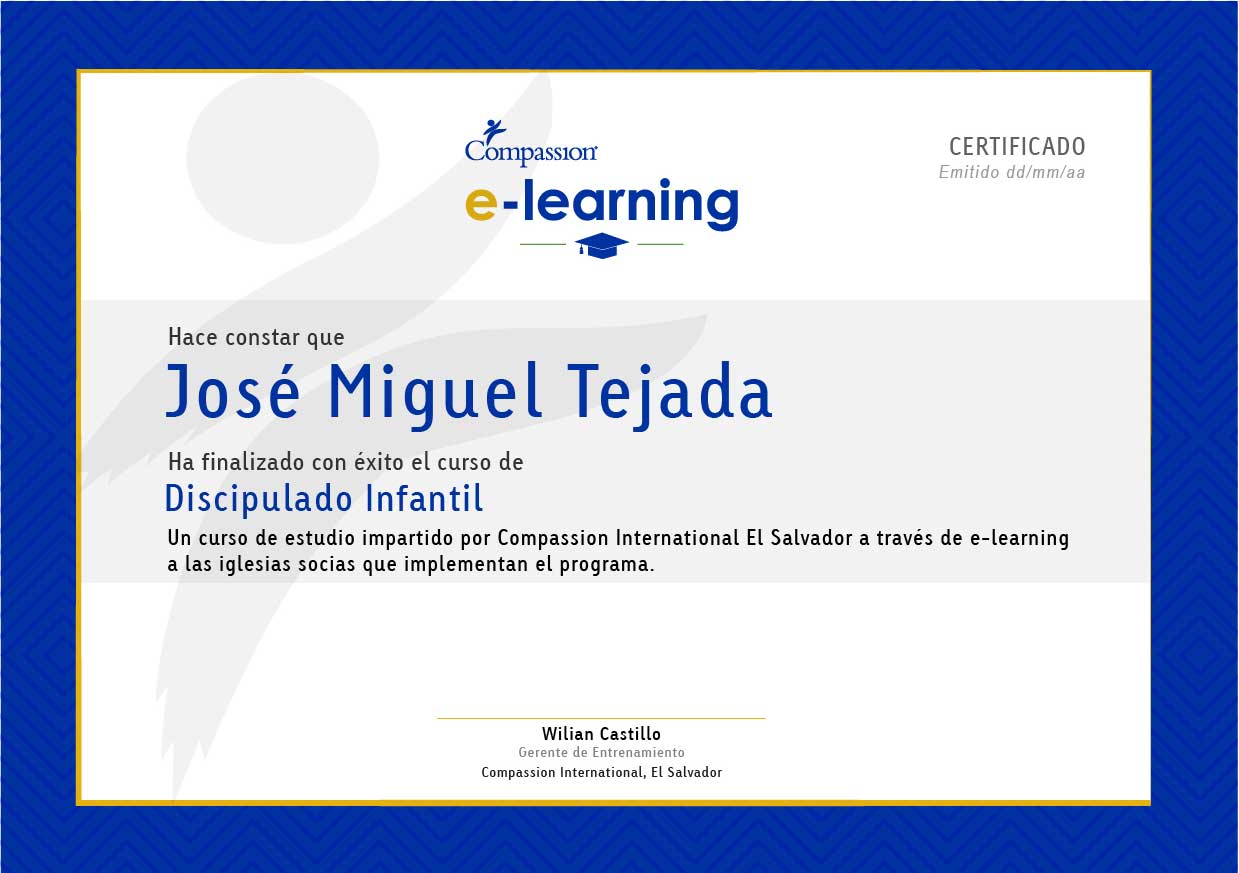 Compassion
e-learning
CERTIFICADO
Emitido dd/mm/aa
Hace constar que
José Miguel Tejada
Ha finalizado con éxito el curso de
Discipulado Infantil
Un curso de estudio impartido por Compassion International El Salvador a través de e-learning
a las iglesias socias que implementan el programa.
Wilian Castillo
Gerente de Entrenamiento
Compassion International, El Salvador